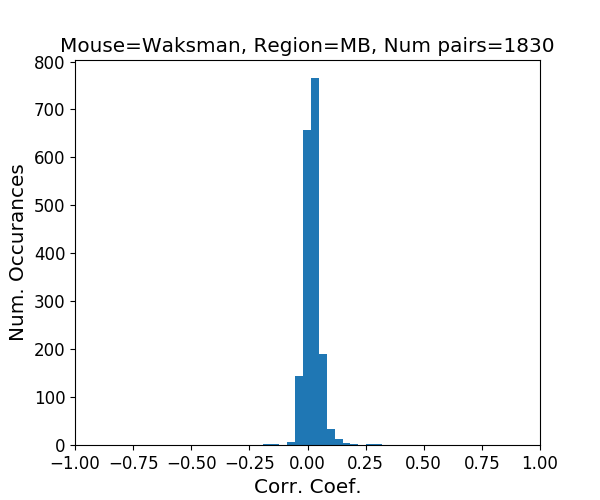 Mouse=Waksman, Region=MB, Num pairs=1830
800
700
600
500
400
300
200
100
0
Num. Occurances
−1.00 −0.75 −0.50 −0.25 0.00 0.25 0.50 0.75 1.00
Corr. Coef.